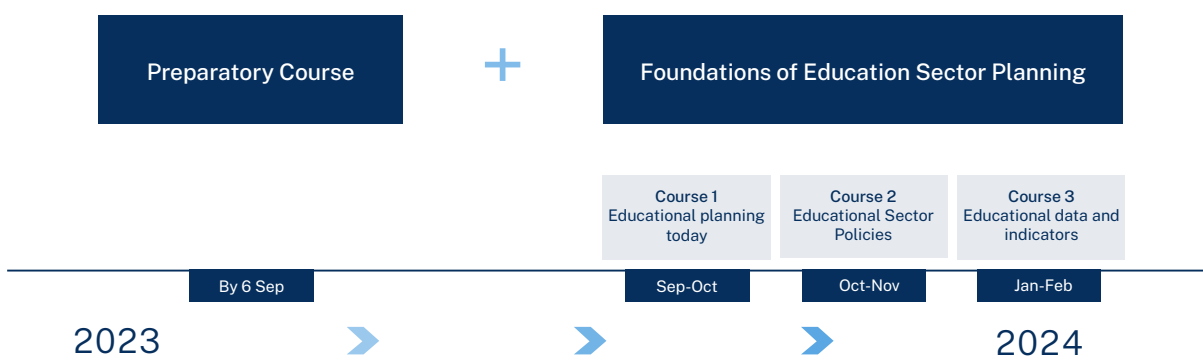 Preparatory Course
+
Foundations of Education Sector Planning
Course 1
Educational planning
today
Course 2
Educational Sector
Policies
Course 3
Educational data and
indicators
By 6 Sep
Sep-Oct
Oct-Nov
Jan-Feb
2023
2024